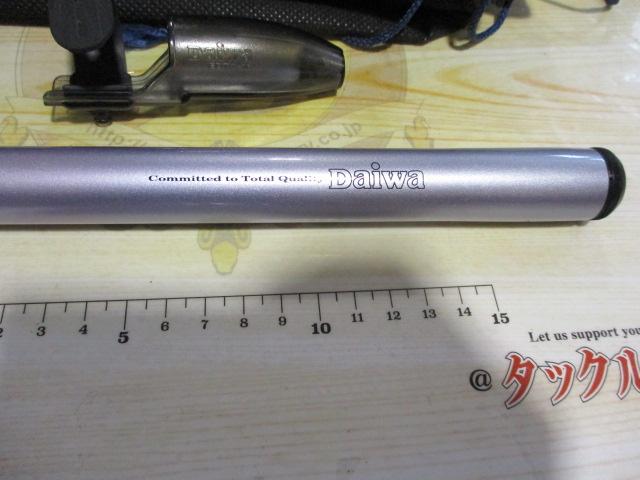 Daiwa
Committed to Total Quality Daiwa
2 3 4 5 6 7 8 9 10 11 12 13 14 15
Let us support you
@タックル